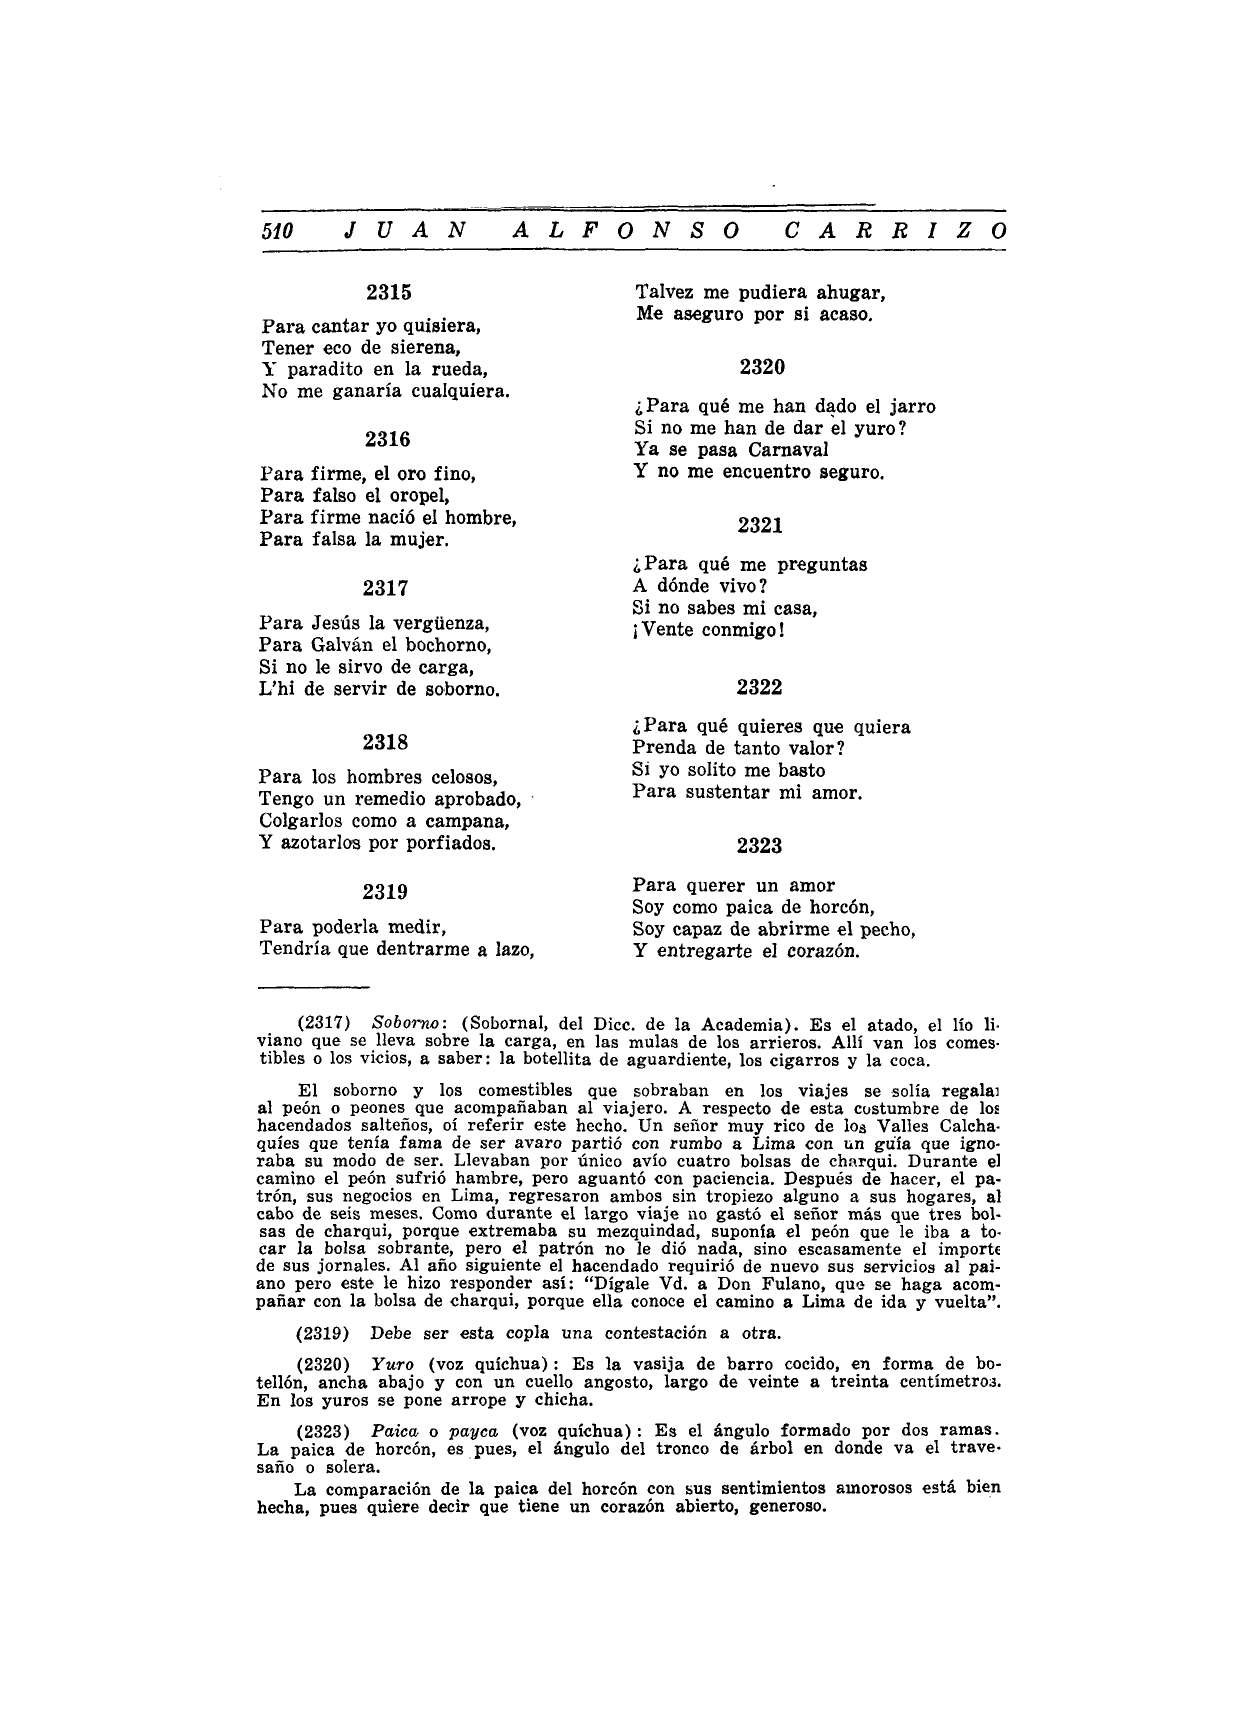 510 JUAN ALFONSO CARRIZO
2315
Para cantar yo quisiera,
Tener eco de sierena,
Y paradito en la rueda,
No me ganaría cualquiera.
2316
Para firme, el oro fino,
Para falso el oropel,
Para firme nació el hombre,
Para falsa la mujer.
2317
Para Jesús la vergüenza,
Para Galván el bochorno,
Si no le sirvo de carga,
L'hi de servir de soborno.
2318
Para los hombres celosos,
Tengo un remedio aprobado,
Colgarlos como a campana,
Y azotarlos por porfiados.
2319
Para poderla medir,
Tendría que dentrarme a lazo,
Talvez me pudiera ahugar,
Me aseguro por si acaso.
2320
¿Para qué me han dado el jarro
Si no me han de dar el yuro?
Ya se pasa Carnaval
Y no me encuentro seguro.
2321
¿Para qué me preguntas
A dónde vivo?
Si no sabes mi casa,
¡Vente conmigo!
2322
¿Para qué quieres que quiera
Prenda de tanto valor?
Si yo solito me basto
Para sustentar mi amor.
2323
Para querer un amor
Soy como paica de horcón,
Soy capaz de abrirme el pecho,
Y entregarte el corazón.
(2317) Soborno: (Sobornal, del Dicc. de la Academia). Es el atado, el lío li-
viano que se lleva sobre la carga, en las mulas de los arrieros. Allí van los comes-
tibles o los vicios, a saber: la botellita de aguardiente, los cigarros y la coca.
El soborno y los comestibles que sobraban en los viajes se solía regalar
al peón o peones que acompañaban al viajero. A respecto de esta costumbre de los
hacendados salteños, oí referir este hecho. Un señor muy rico de los Valles Calcha-
quíes que tenía fama de ser avaro partió con rumbo a Lima con un guía que igno-
raba su modo de ser. Llevaban por único avío cuatro bolsas de charqui. Durante el
camino el peón sufrió hambre, pero aguantó con paciencia. Después de hacer, el pa-
trón, sus negocios en Lima, regresaron ambos sin tropiezo alguno a sus hogares, al
cabo de seis meses. Como durante el largo viaje no gastó el señor más que tres bol-
sas de charqui, porque extremaba su mezquindad, suponía el peón que le iba a to-
car la bolsa sobrante, pero el patrón no le dió nada, sino escasamente el importe
de sus jornales. Al año siguiente el hacendado requirió de nuevo sus servicios al pai-
ano pero este le hizo responder así: "Dígale Vd. a Don Fulano, que se haga acom-
pañar con la bolsa de charqui, porque ella conoce el camino a Lima de ida y vuelta".
(2319) Debe ser esta copla una contestación a otra.
(2320) Yuro (voz quíchua): Es la vasija de barro cocido, en forma de bo-
tellón, ancha abajo y con un cuello angosto, largo de veinte a treinta centímetros.
En los yuros se pone arrope y chicha.
(2323) Paica o payca (voz quíchua): Es el ángulo formado por dos ramas.
La paica de horcón, es pues, el ángulo del tronco de árbol en donde va el trave-
saño o solera.
La comparación de la paica del horcón con sus sentimientos amorosos está bien
hecha, pues quiere decir que tiene un corazón abierto, generoso.